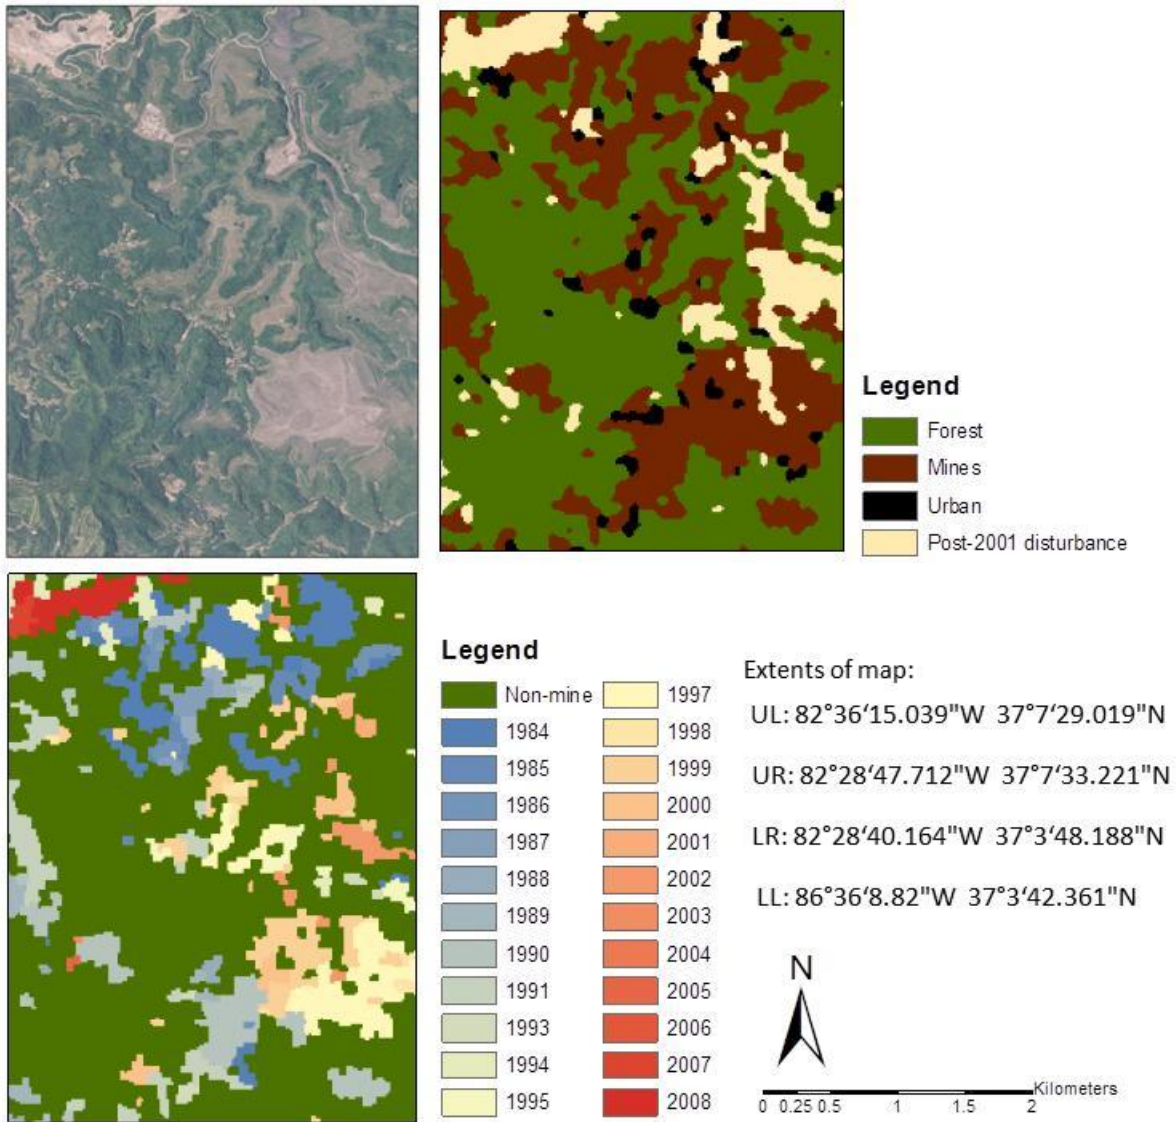 Legend
Forest
Mines
Urban
Post-2001 disturbance
Legend
Non-mine
1984
1985
1986
1987
1988
1989
1990
1991
1993
1994
1995
1997
1998
1999
2000
2001
2002
2003
2004
2005
2006
2007
2008
Extents of map:
UL: 82°36‘15.039"W 37°7‘29.019"N
UR: 82°28‘47.712"W 37°7‘33.221"N
LR: 82°28‘40.164"W 37°3‘48.188"N
LL: 86°36‘8.82"W 37°3‘42.361"N
N
Kilometers
0 0.25 0.5 1 1.5 2